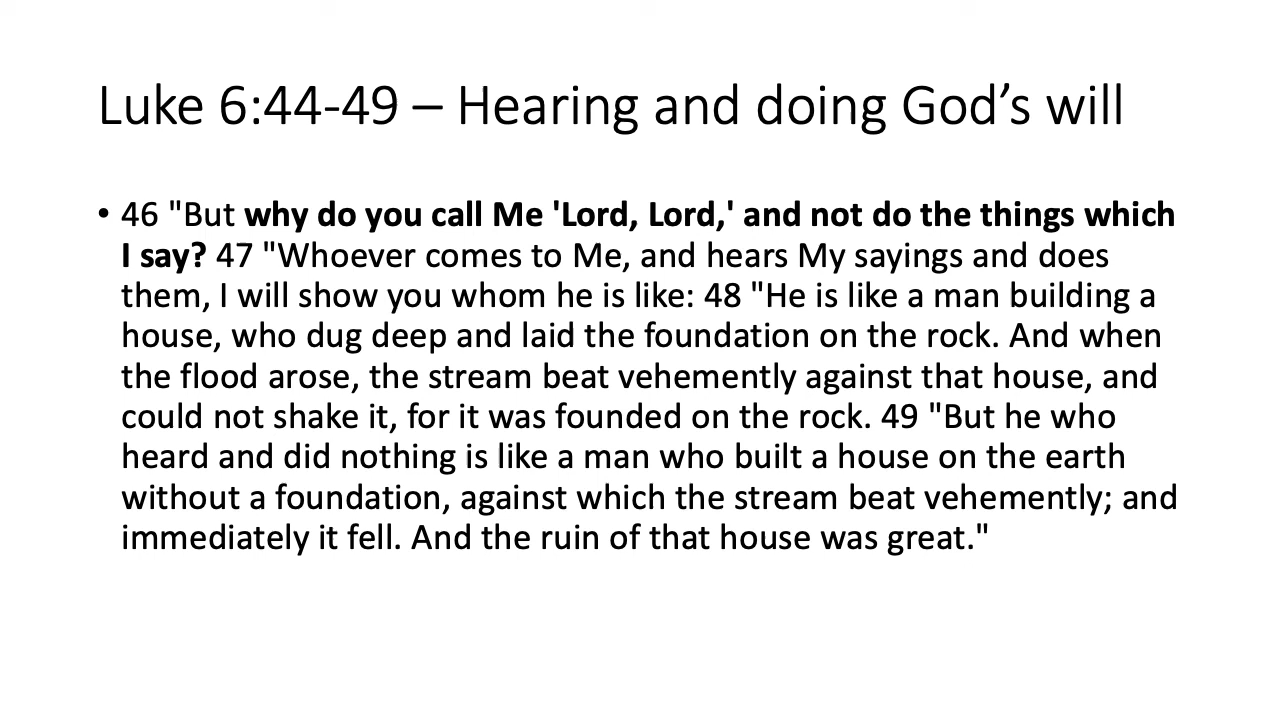 Luke 6:44-49 – Hearing and doing God’s will
• 46 "But why do you call Me 'Lord, Lord,' and not do the things which
I say? 47 "Whoever comes to Me, and hears My sayings and does
them, I will show you whom he is like: 48 "He is like a man building a
house, who dug deep and laid the foundation on the rock. And when
the flood arose, the stream beat vehemently against that house, and
could not shake it, for it was founded on the rock. 49 "But he who
heard and did nothing is like a man who built a house on the earth
without a foundation, against which the stream beat vehemently; and
immediately it fell. And the ruin of that house was great."